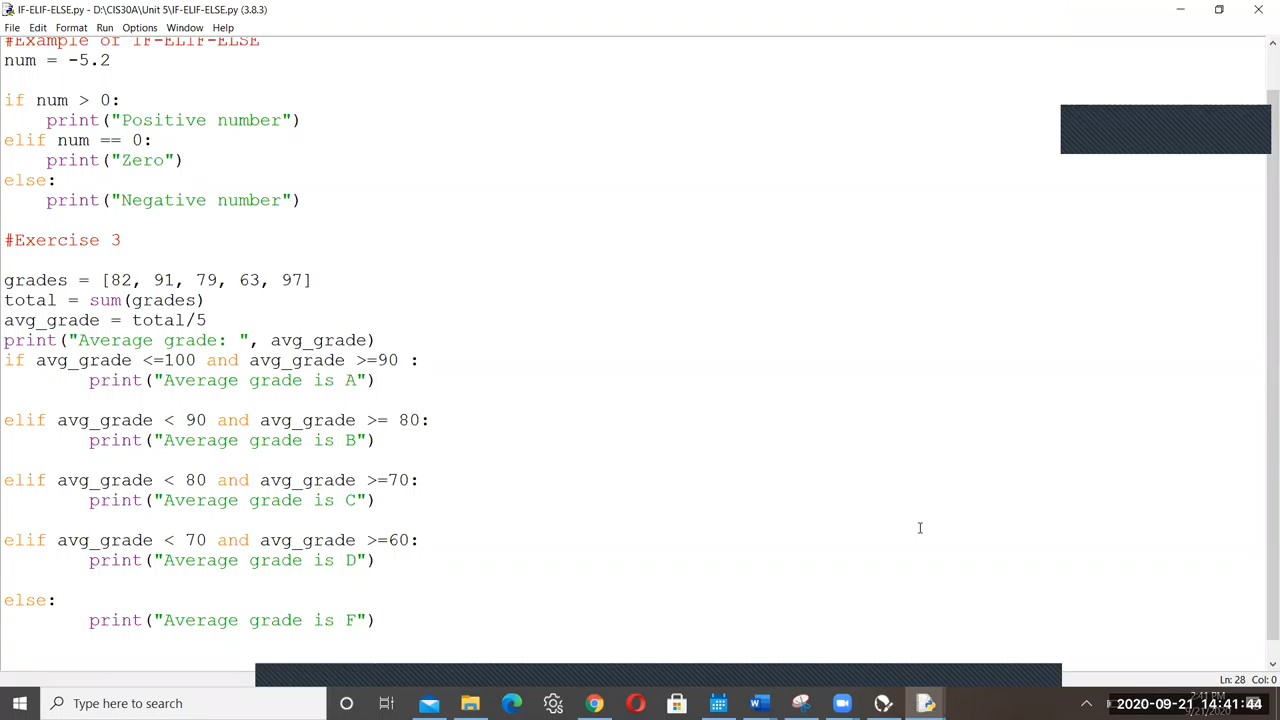 IF-ELIF-ELSE.py - D:\CIS30A\Unit 5\IF-ELIF-ELSE.py (3.8.3)
File Edit Format Run Options Window Help
#Example of IF-ELIF-ELSE
num = -5.2
if num > 0:
    print("Positive number")
elif num == 0:
    print("Zero")
else:
    print("Negative number")
#Exercise 3
grades = [82, 91, 79, 63, 97]
total = sum(grades)
avg_grade = total/5
print("Average grade: ", avg_grade)
if avg_grade <=100 and avg_grade >=90 :
        print("Average grade is A")
elif avg_grade < 90 and avg_grade >= 80:
        print("Average grade is B")
elif avg_grade < 80 and avg_grade >=70:
        print("Average grade is C")
elif avg_grade < 70 and avg_grade >=60:
        print("Average grade is D")
else:
        print("Average grade is F")
Ln: 28 Col: 0
Type here to search
2:41 PM
2020-09-21 14:41:44